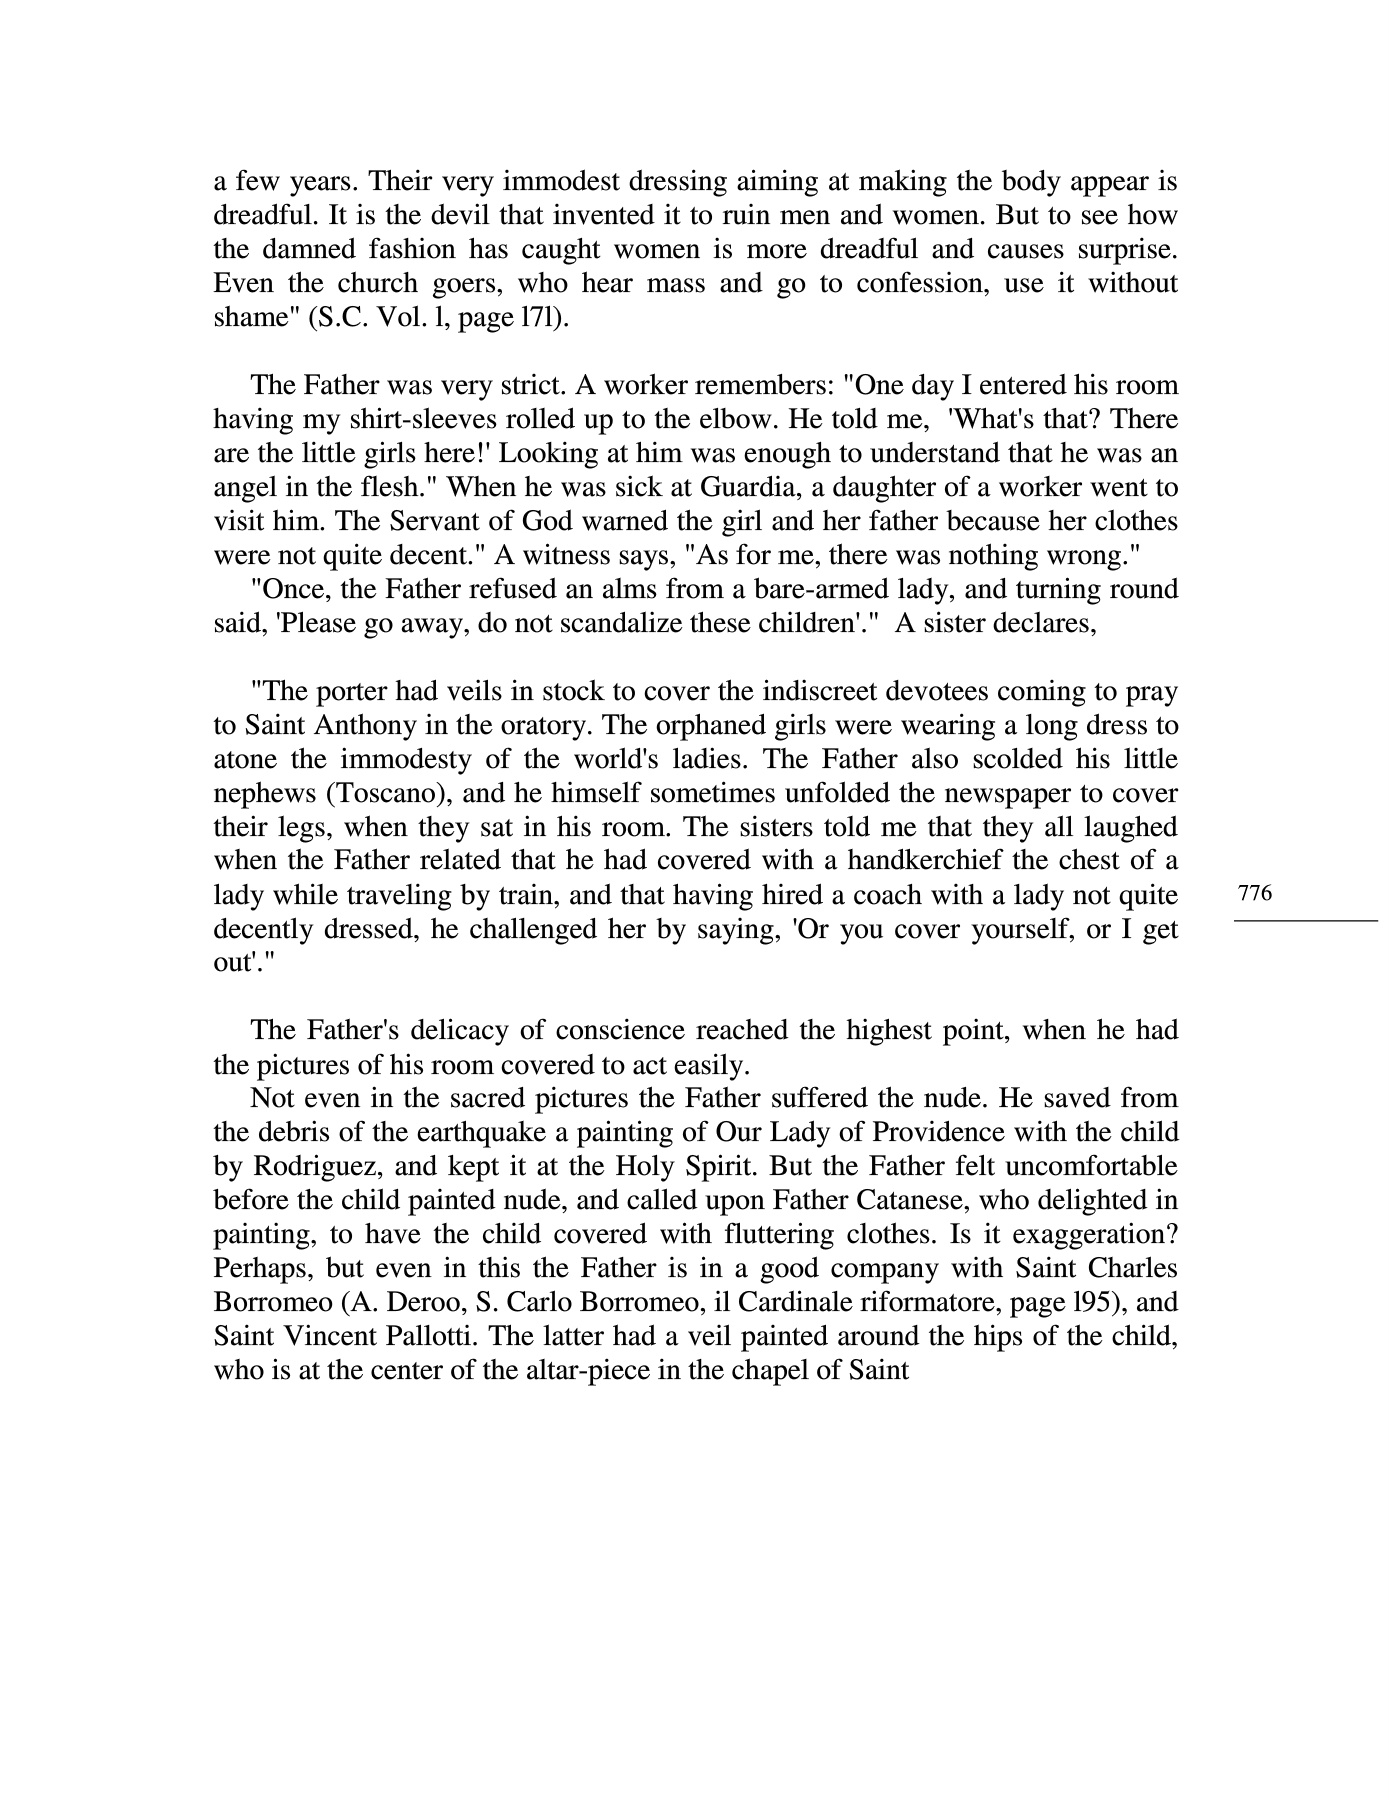 a few years. Their very immodest dressing aiming at making the body appear is
dreadful. It is the devil that invented it to ruin men and women. But to see how
the damned fashion has caught women is more dreadful and causes surprise.
Even the church goers, who hear mass and go to confession, use it without
shame" (S.C. Vol. l, page l7l).
The Father was very strict. A worker remembers: "One day I entered his room
having my shirt-sleeves rolled up to the elbow. He told me,  'What's that? There
are the little girls here!' Looking at him was enough to understand that he was an
angel in the flesh." When he was sick at Guardia, a daughter of a worker went to
visit him. The Servant of God warned the girl and her father because her clothes
were not quite decent." A witness says, "As for me, there was nothing wrong."
"Once, the Father refused an alms from a bare-armed lady, and turning round
said, 'Please go away, do not scandalize these children'."  A sister declares,
"The porter had veils in stock to cover the indiscreet devotees coming to pray
to Saint Anthony in the oratory. The orphaned girls were wearing a long dress to
atone the immodesty of the world's ladies. The Father also scolded his little
nephews (Toscano), and he himself sometimes unfolded the newspaper to cover
their legs, when they sat in his room. The sisters told me that they all laughed
when the Father related that he had covered with a handkerchief the chest of a
lady while traveling by train, and that having hired a coach with a lady not quite
decently dressed, he challenged her by saying, 'Or you cover yourself, or I get
out'."
776
The Father's delicacy of conscience reached the highest point, when he had
the pictures of his room covered to act easily.
Not even in the sacred pictures the Father suffered the nude. He saved from
the debris of the earthquake a painting of Our Lady of Providence with the child
by Rodriguez, and kept it at the Holy Spirit. But the Father felt uncomfortable
before the child painted nude, and called upon Father Catanese, who delighted in
painting, to have the child covered with fluttering clothes. Is it exaggeration?
Perhaps, but even in this the Father is in a good company with Saint Charles
Borromeo (A. Deroo, S. Carlo Borromeo, il Cardinale riformatore, page l95), and
Saint Vincent Pallotti. The latter had a veil painted around the hips of the child,
who is at the center of the altar-piece in the chapel of Saint